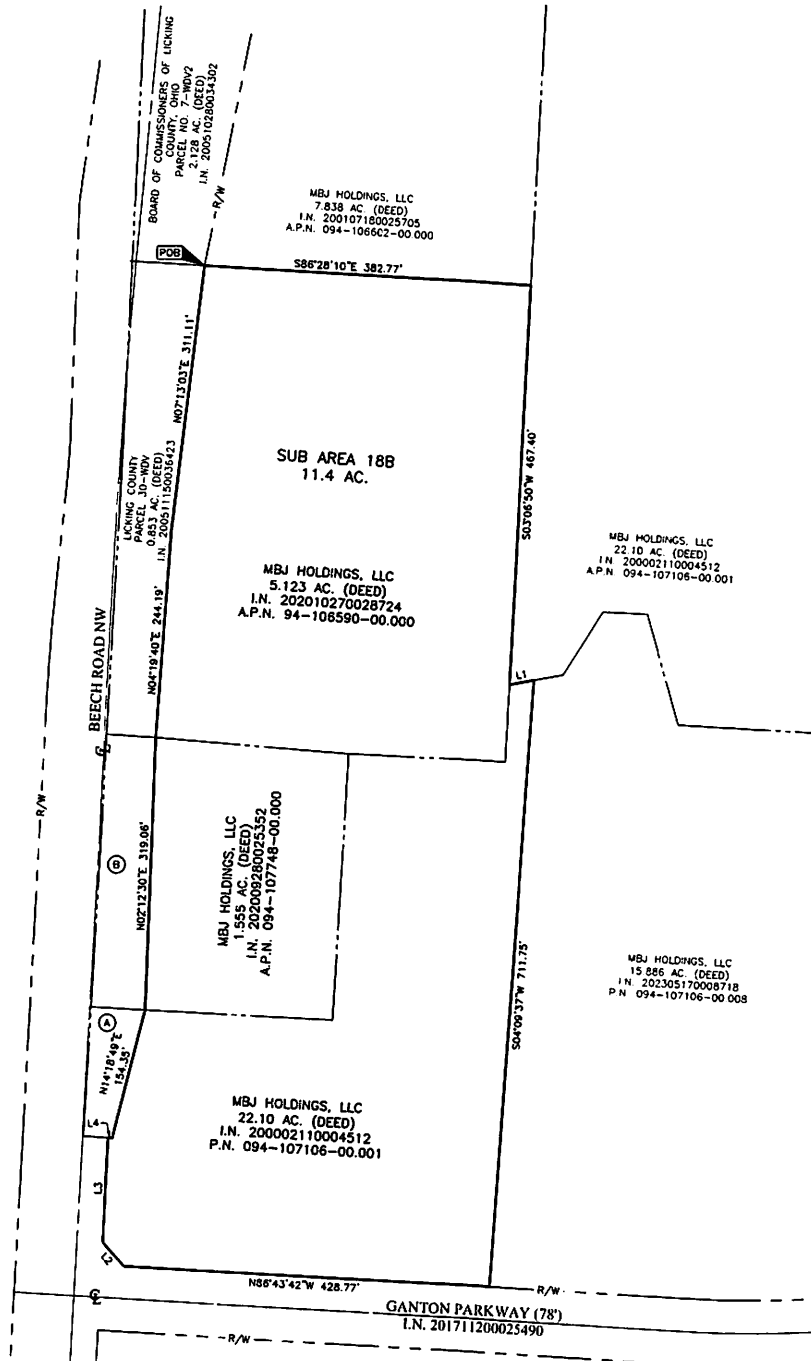 BOARD OF COMMISSIONERS OF LICKING
COUNTY, OHIO
PARCEL NO. 7-WDV2
2.128 AC. (DEED)
I.N. 200510280034302
R/W
MBJ HOLDINGS, LLC
7.838 AC. (DEED)
I.N. 200107180025705
A.P.N. 094-106602-00.000
POB
S86°28'10"E 382.77'
N07°13'03"E 311.11'
LICKING COUNTY
PARCEL 30-WDV
0.853 AC. (DEED)
I.N. 200511150036423
SUB AREA 18B
11.4 AC.
S03°06'50"W 467.40'
MBJ HOLDINGS, LLC
5.123 AC. (DEED)
I.N. 202010270028724
A.P.N. 94-106590-00.000
MBJ HOLDINGS, LLC
22.10 AC. (DEED)
I.N. 200002110004512
A.P.N. 094-107106-00.001
N04°19'40"E 244.19'
BEECH ROAD NW
L1
R/W
B
N02°12'30"E 319.06'
MBJ HOLDINGS, LLC
1.555 AC. (DEED)
I.N. 202009280025352
A.P.N. 094-107748-00.000
S04°09'37"W 711.75'
MBJ HOLDINGS, LLC
15.886 AC. (DEED)
I.N. 202305170008718
P.N. 094-107106-00.008
A
N14°18'49"E
154.35'
MBJ HOLDINGS, LLC
22.10 AC. (DEED)
I.N. 200002110004512
P.N. 094-107106-00.001
L4
L3
L2
N86°43'42"W 428.77'
R/W
GANTON PARKWAY (78')
I.N. 201711200025490
R/W